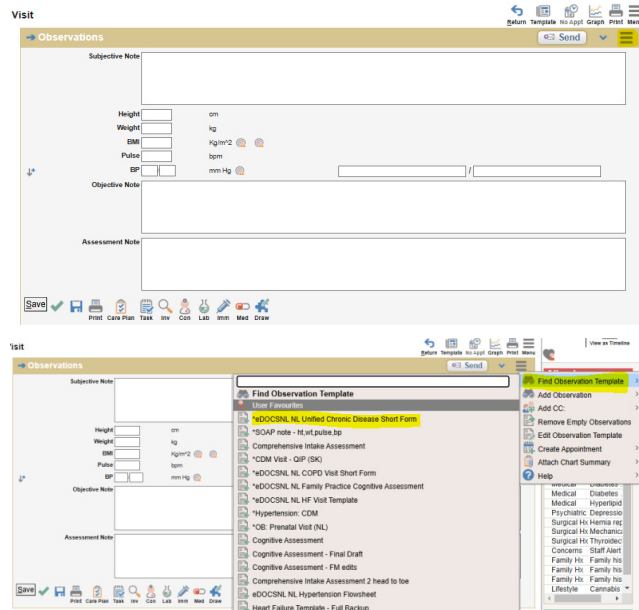 Visit
Return Template No Appt Graph Print Menu
Observations
Send
Subjective Note
Height cm
Weight kg
BMI Kg/m^2
Pulse bpm
BP / mm Hg /
Objective Note
Assessment Note
Save Print Care Plan Task Inv Con Lab Imm Med Draw
isit
Return Template No Appt Graph Print Menu
View as Timeline
Observations
Send
Subjective Note
Height cm
Weight kg
BMI Kg/m^2
Pulse bpm
BP mm Hg
Objective Note
Assessment Note
Save Print Care Plan Task Inv Con Lab Imm Med Draw
Find Observation Template
User Favourites
*eDOCSNL NL Unified Chronic Disease Short Form
*SOAP note - ht,wt,pulse,bp
Comprehensive Intake Assessment
*CDM Visit - QIP (SK)
*eDOCSNL NL COPD Visit Short Form
*eDOCSNL NL Family Practice Cognitive Assessment
*eDOCSNL NL HF Visit Template
*Hypertension: CDM
*OB: Prenatal Visit (NL)
Cognitive Assessment
Cognitive Assessment - Final Draft
Cognitive Assessment - FM edits
Comprehensive Intake Assessment 2 head to toe
eDOCSNL NL Hypertension Flowsheet
Heart Failure Template - Full Backup
Find Observation Template
Add Observation
Add CC:
Remove Empty Observations
Edit Observation Template
Create Appointment
Attach Chart Summary
Help
Medical Diabetes
Medical Diabetes
Medical Hyperlipid
Psychiatric Depressio
Surgical Hx Hernia rep
Surgical Hx Mechanica
Surgical Hx Thyroidect
Concerns Staff Alert
Family Hx Family his
Family Hx Family his
Family Hx Family his
Lifestyle Cannabis